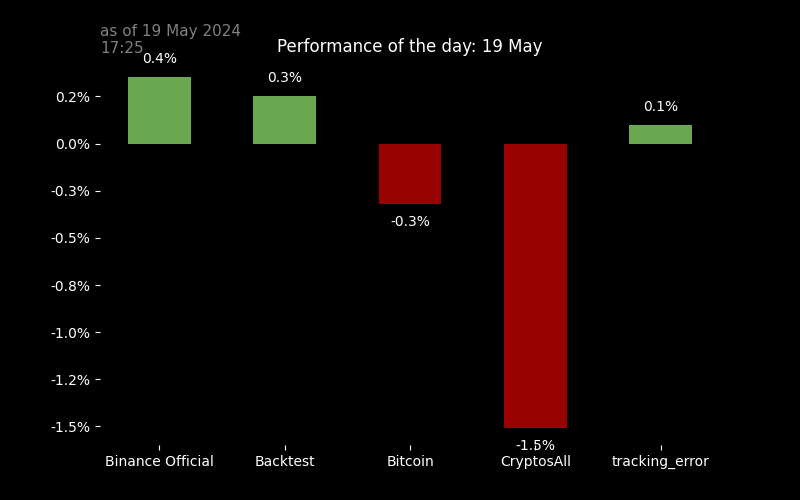 as of 19 May 2024
17:25
Performance of the day: 19 May
0.4%
0.3%
0.1%
-0.3%
-1.5%
0.2%
0.0%
-0.3%
-0.5%
-0.8%
-1.0%
-1.2%
-1.5%
Binance Official
Backtest
Bitcoin
CryptosAll
tracking_error